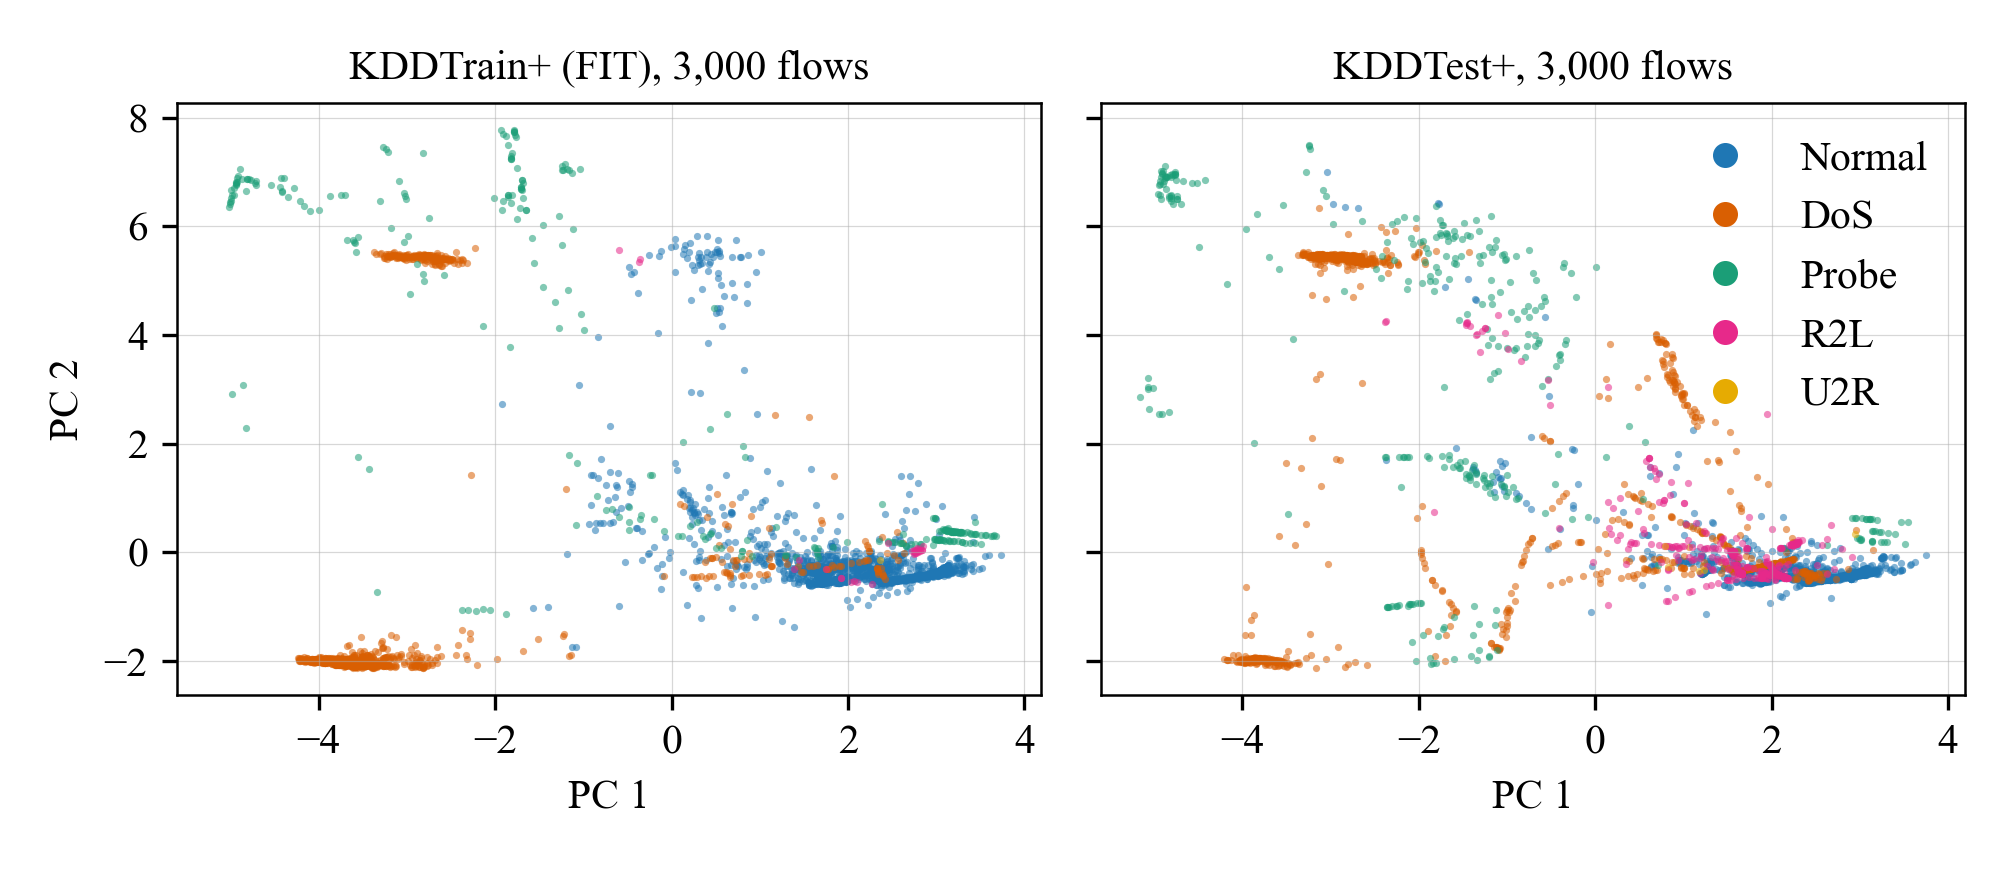 KDDTrain+ (FIT), 3,000 flows
KDDTest+, 3,000 flows
PC 2
8
6
4
2
0
−2
−4
−2
0
2
4
PC 1
−4
−2
0
2
4
PC 1
Normal
DoS
Probe
R2L
U2R